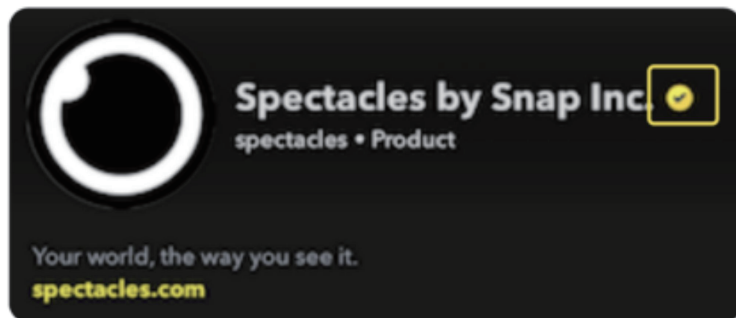 Spectacles by Snap Inc.
spectacles • Product
Your world, the way you see it.
spectacles.com